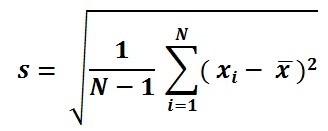 s = √( 1/(N − 1) ∑_{i=1}^{N} ( x_i − x̄ )² )